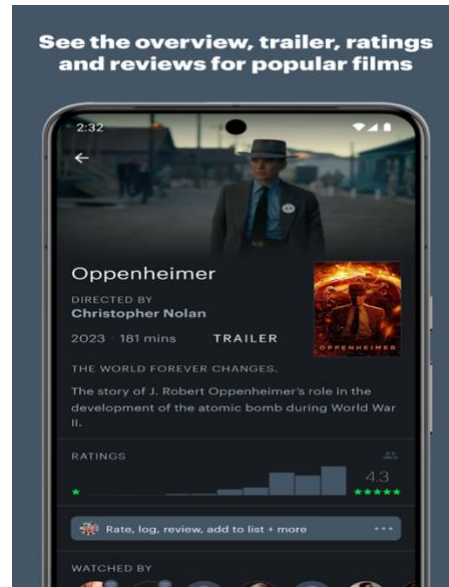 See the overview, trailer, ratings
and reviews for popular films
2:32
Oppenheimer
DIRECTED BY
Christopher Nolan
2023 · 181 mins TRAILER
OPPENHEIMER
THE WORLD FOREVER CHANGES.
The story of J. Robert Oppenheimer's role in the
development of the atomic bomb during World War
II.
RATINGS
4.3
Rate, log, review, add to list + more
WATCHED BY